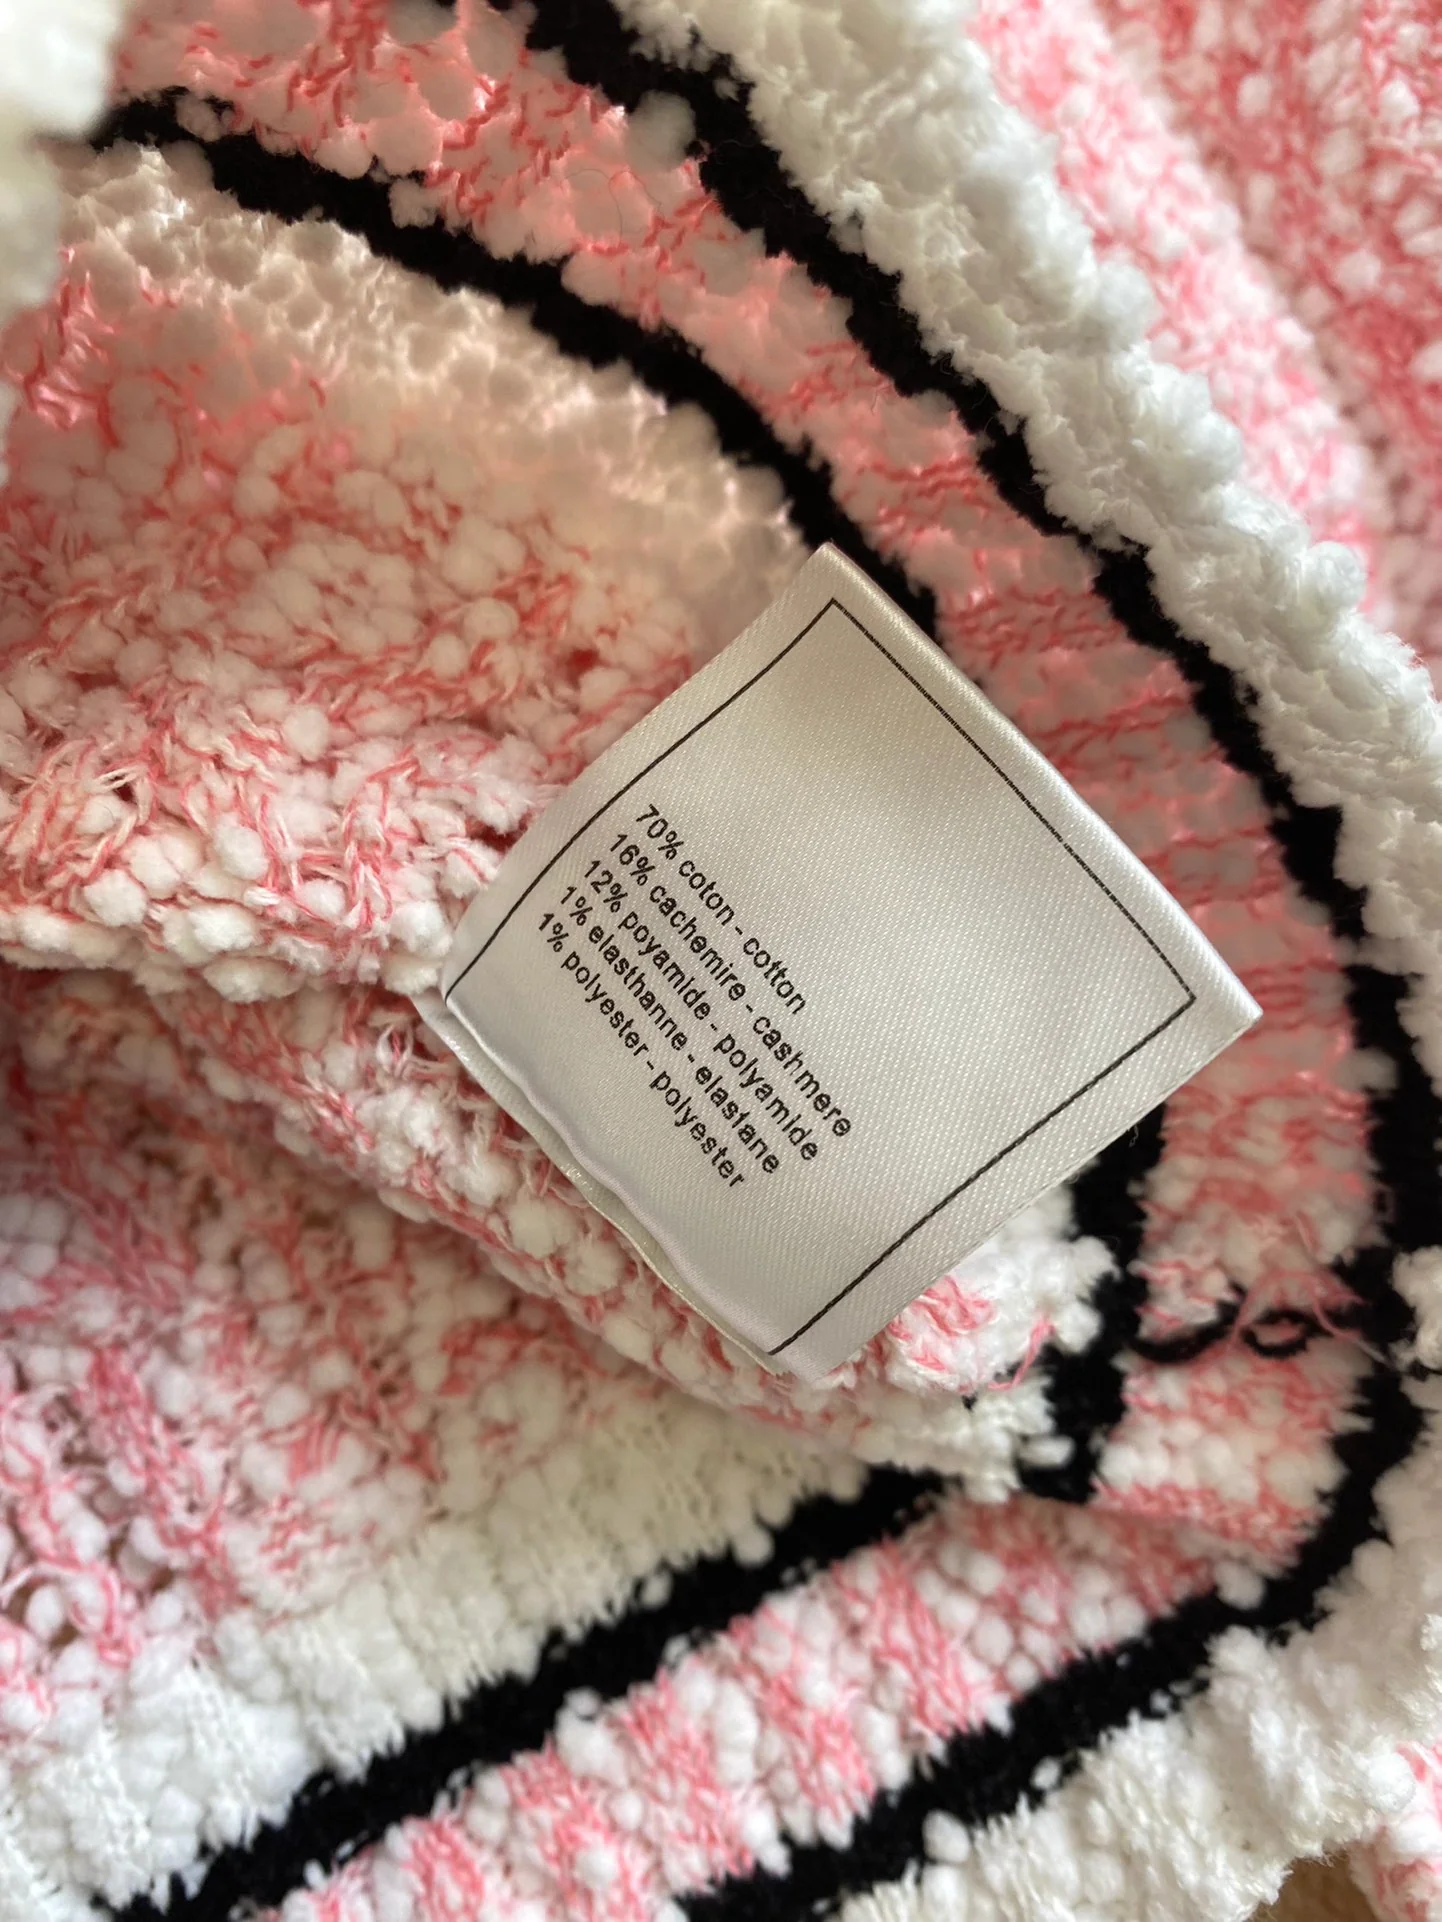 70% coton - cotton
16% cachemire - cashmere
12% poyamide - polyamide
1% elasthanne - elastane
1% polyester - polyester